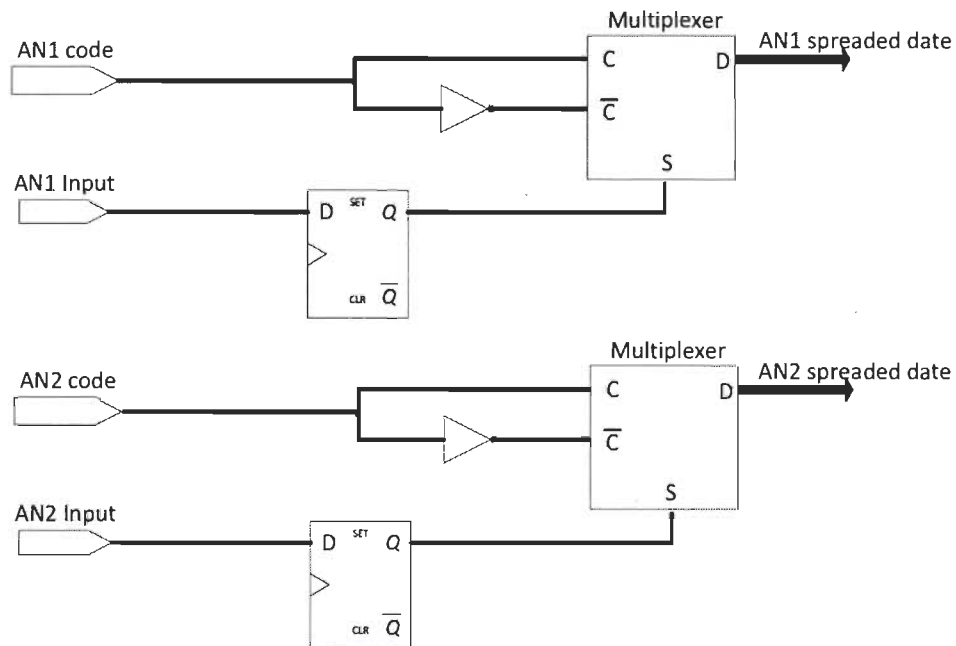 Multiplexer
AN1 code
AN1 spreaded date
C
D
C̅
S
AN1 Input
D
SET
Q
CLR
Q̅
Multiplexer
AN2 code
AN2 spreaded date
C
D
C̅
S
AN2 Input
D
SET
Q
CLR
Q̅